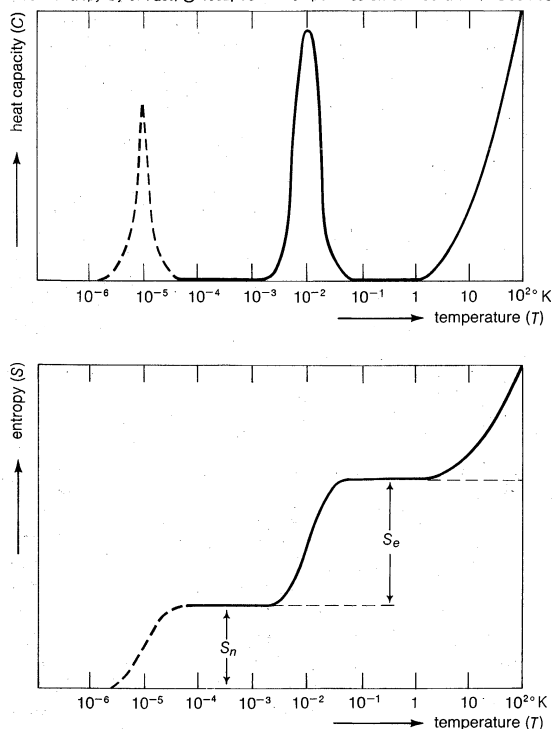 heat capacity (C)
10⁻⁶ 10⁻⁵ 10⁻⁴ 10⁻³ 10⁻² 10⁻¹ 1 10 10²° K
temperature (T)
entropy (S)
Sₑ
Sₙ
10⁻⁶ 10⁻⁵ 10⁻⁴ 10⁻³ 10⁻² 10⁻¹ 1 10 10²° K
temperature (T)